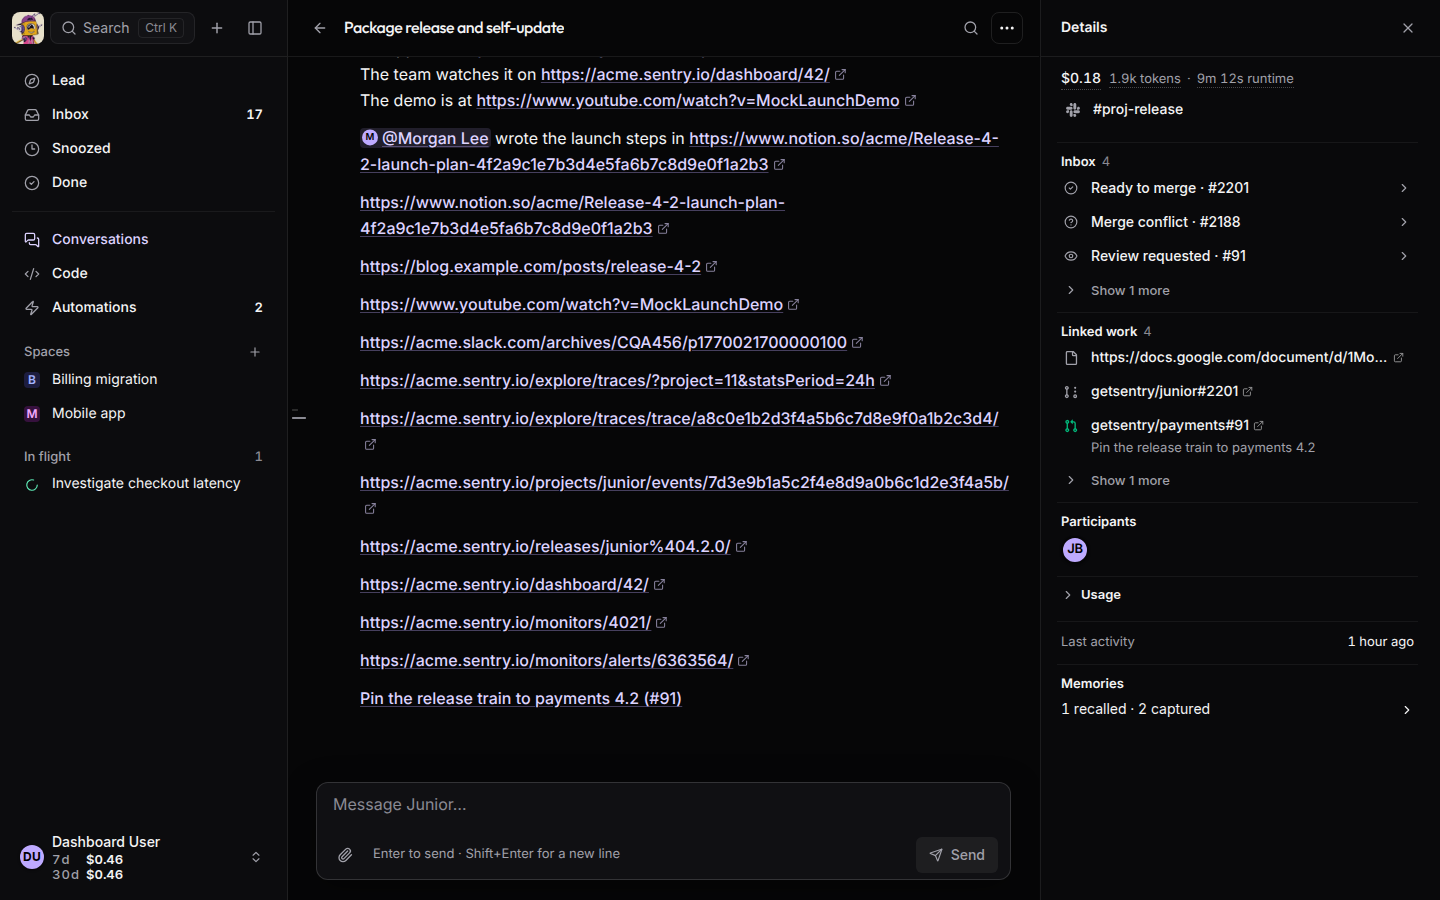 Search Ctrl K
Lead
Inbox 17
Snoozed
Done
Conversations
Code
Automations 2
Spaces
B Billing migration
M Mobile app
In flight 1
Investigate checkout latency
DU Dashboard User
7d $0.46
30d $0.46
Package release and self-update
The team watches it on https://acme.sentry.io/dashboard/42/
The demo is at https://www.youtube.com/watch?v=MockLaunchDemo
M @Morgan Lee wrote the launch steps in https://www.notion.so/acme/Release-4-
2-launch-plan-4f2a9c1e7b3d4e5fa6b7c8d9e0f1a2b3
https://www.notion.so/acme/Release-4-2-launch-plan-
4f2a9c1e7b3d4e5fa6b7c8d9e0f1a2b3
https://blog.example.com/posts/release-4-2
https://www.youtube.com/watch?v=MockLaunchDemo
https://acme.slack.com/archives/CQA456/p1770021700000100
https://acme.sentry.io/explore/traces/?project=11&statsPeriod=24h
https://acme.sentry.io/explore/traces/trace/a8c0e1b2d3f4a5b6c7d8e9f0a1b2c3d4/
https://acme.sentry.io/projects/junior/events/7d3e9b1a5c2f4e8d9a0b6c1d2e3f4a5b/
https://acme.sentry.io/releases/junior%404.2.0/
https://acme.sentry.io/dashboard/42/
https://acme.sentry.io/monitors/4021/
https://acme.sentry.io/monitors/alerts/6363564/
Pin the release train to payments 4.2 (#91)
Message Junior...
Enter to send · Shift+Enter for a new line
Send
Details
$0.18 1.9k tokens · 9m 12s runtime
#proj-release
Inbox 4
Ready to merge · #2201
Merge conflict · #2188
Review requested · #91
Show 1 more
Linked work 4
https://docs.google.com/document/d/1Mo...
getsentry/junior#2201
getsentry/payments#91
Pin the release train to payments 4.2
Show 1 more
Participants
JB
Usage
Last activity 1 hour ago
Memories
1 recalled · 2 captured